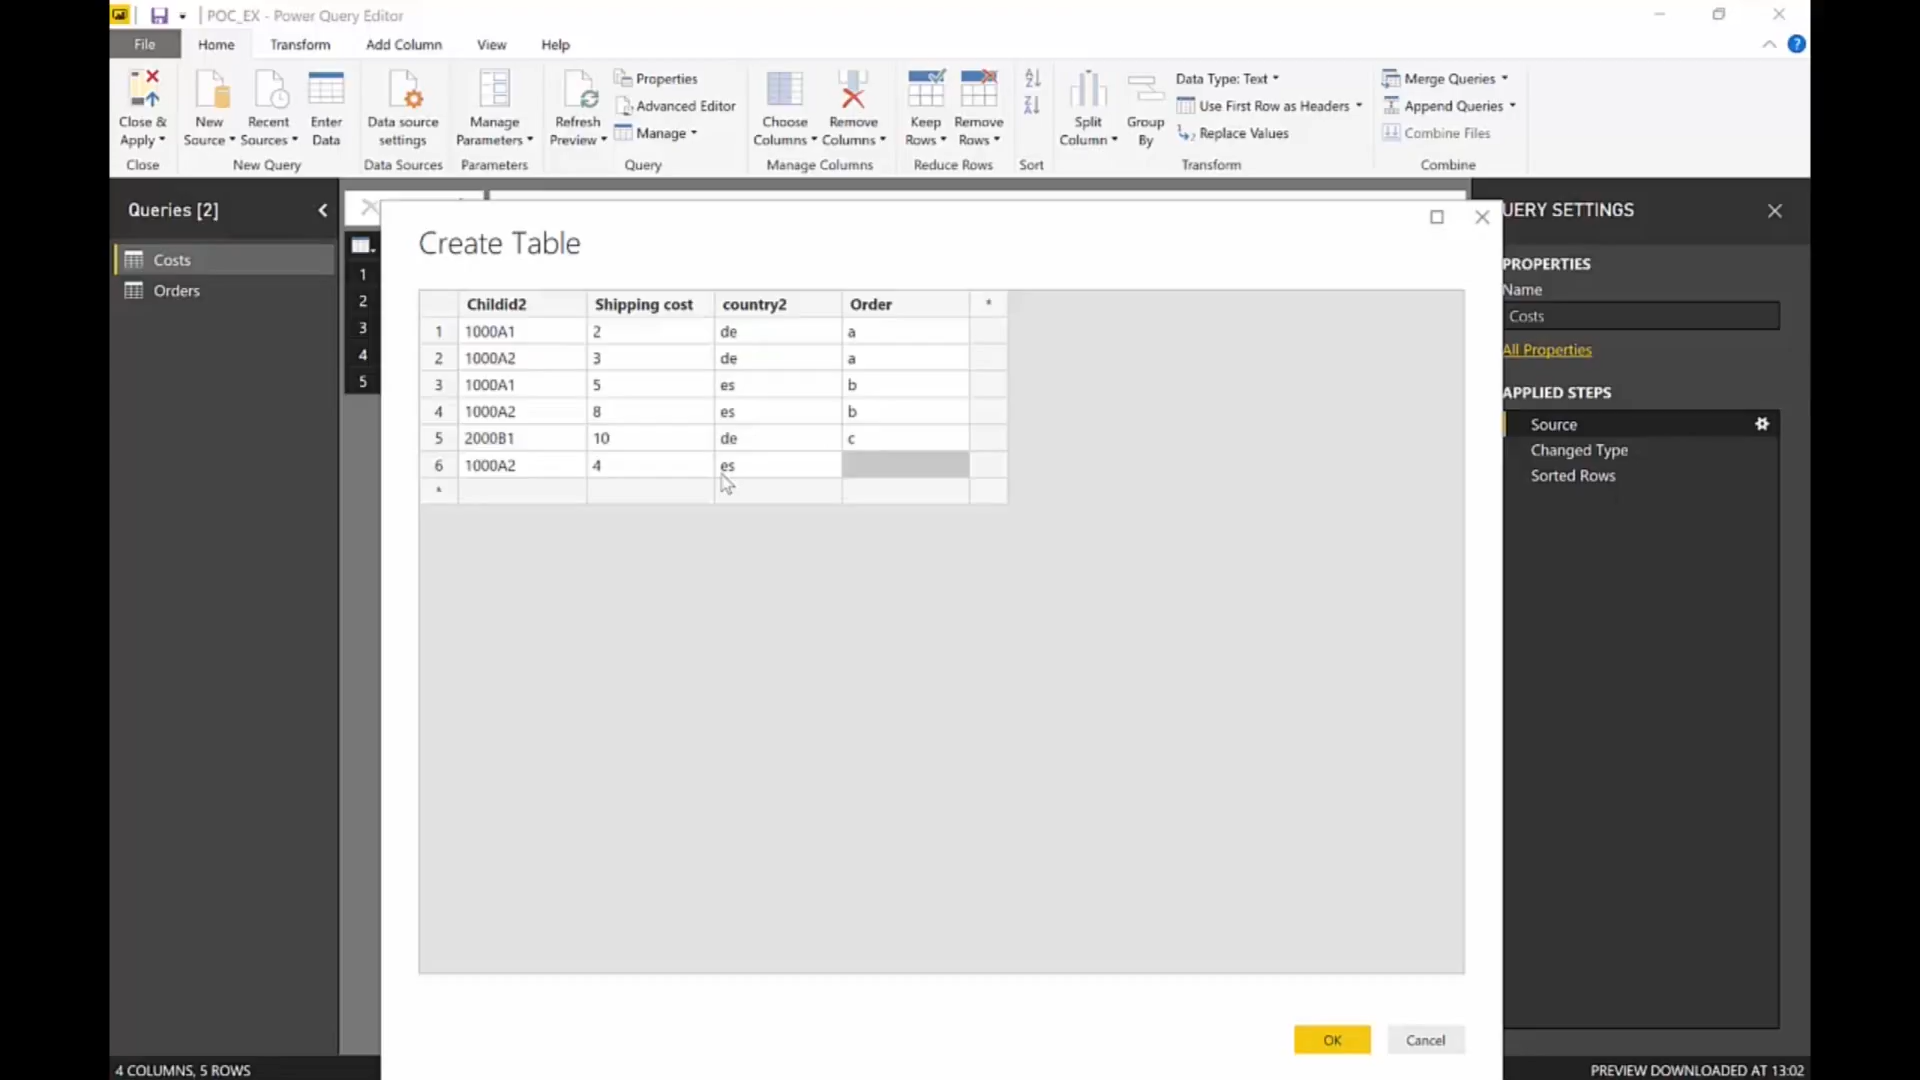 POC_EX - Power Query Editor
File Home Transform Add Column View Help
Close & Apply
New Source
Recent Sources
Enter Data
Data source settings
Manage Parameters
Refresh Preview
Properties
Advanced Editor
Manage
Choose Columns
Remove Columns
Keep Rows
Remove Rows
Split Column
Group By
Data Type: Text
Use First Row as Headers
Replace Values
Merge Queries
Append Queries
Combine Files
Close New Query Data Sources Parameters Query Manage Columns Reduce Rows Sort Transform Combine
Queries [2]
Costs
Orders
1
2
3
4
5
Create Table
Childid2 Shipping cost country2 Order *
1 1000A1 2 de a
2 1000A2 3 de a
3 1000A1 5 es b
4 1000A2 8 es b
5 2000B1 10 de c
6 1000A2 4 es
*
OK Cancel
UERY SETTINGS
PROPERTIES
Name
Costs
All Properties
APPLIED STEPS
Source
Changed Type
Sorted Rows
4 COLUMNS, 5 ROWS
PREVIEW DOWNLOADED AT 13:02